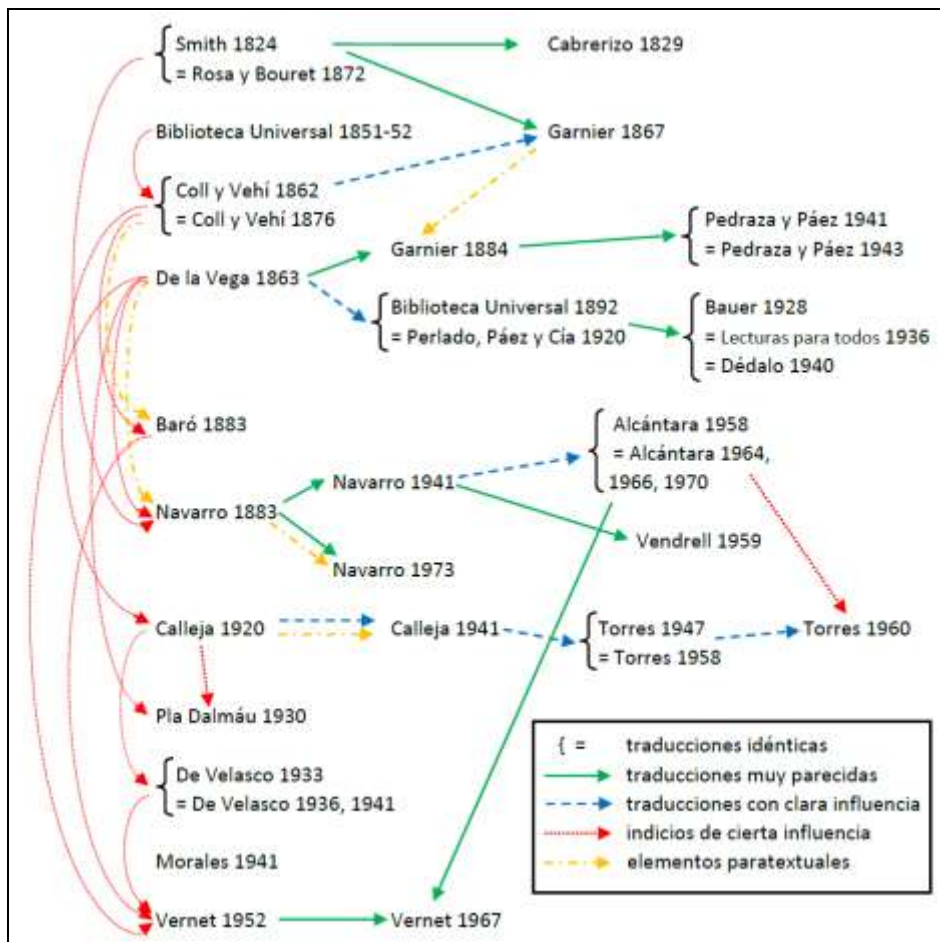 Smith 1824
= Rosa y Bouret 1872
Cabrerizo 1829
Biblioteca Universal 1851-52
Garnier 1867
Coll y Vehí 1862
= Coll y Vehí 1876
Pedraza y Páez 1941
= Pedraza y Páez 1943
Garnier 1884
De la Vega 1863
Biblioteca Universal 1892
= Perlado, Páez y Cía 1920
Bauer 1928
= Lecturas para todos 1936
= Dédalo 1940
Baró 1883
Alcántara 1958
= Alcántara 1964,
1966, 1970
Navarro 1941
Navarro 1883
Vendrell 1959
Navarro 1973
Calleja 1920
Calleja 1941
Torres 1947
= Torres 1958
Torres 1960
Pla Dalmáu 1930
De Velasco 1933
= De Velasco 1936, 1941
Morales 1941
Vernet 1952
Vernet 1967
{ = traducciones idénticas
traducciones muy parecidas
traducciones con clara influencia
indicios de cierta influencia
elementos paratextuales